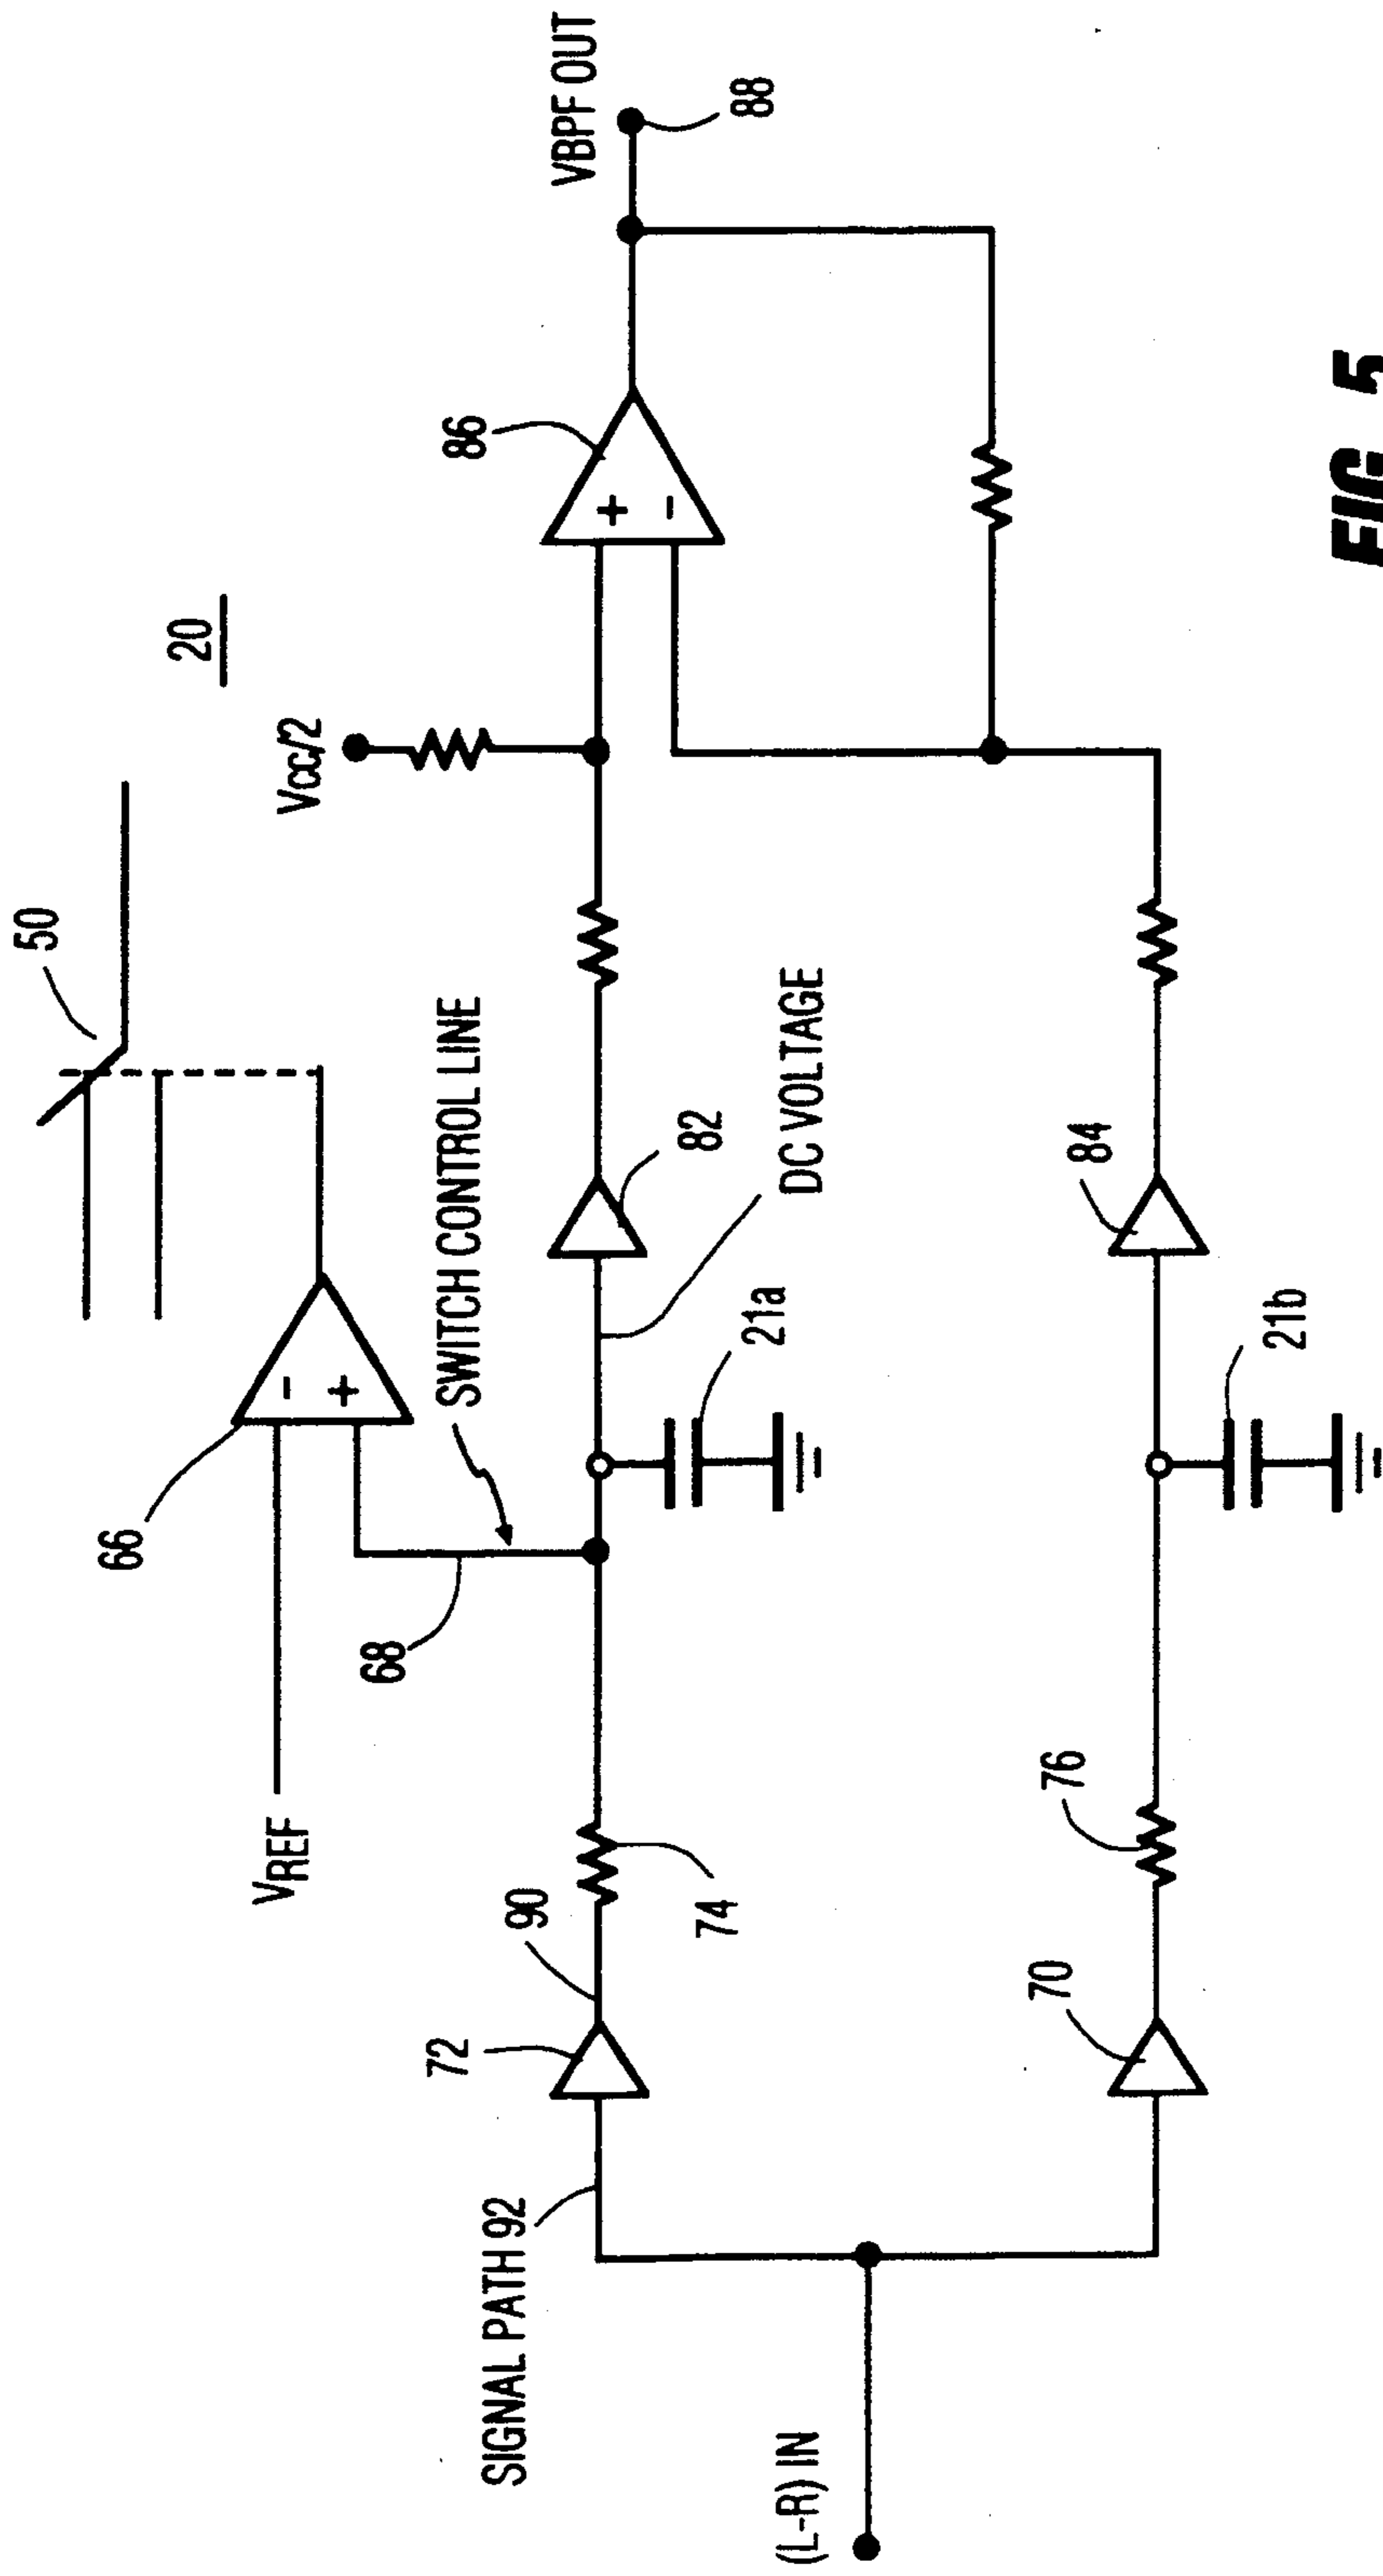 50
20
66
VREF
Vcc/2
-
+
SWITCH CONTROL LINE
68
86
VBPF OUT
+
-
88
SIGNAL PATH 92
72
90
74
82
DC VOLTAGE
21a
(L-R) IN
70
76
84
21b
FIG. 5